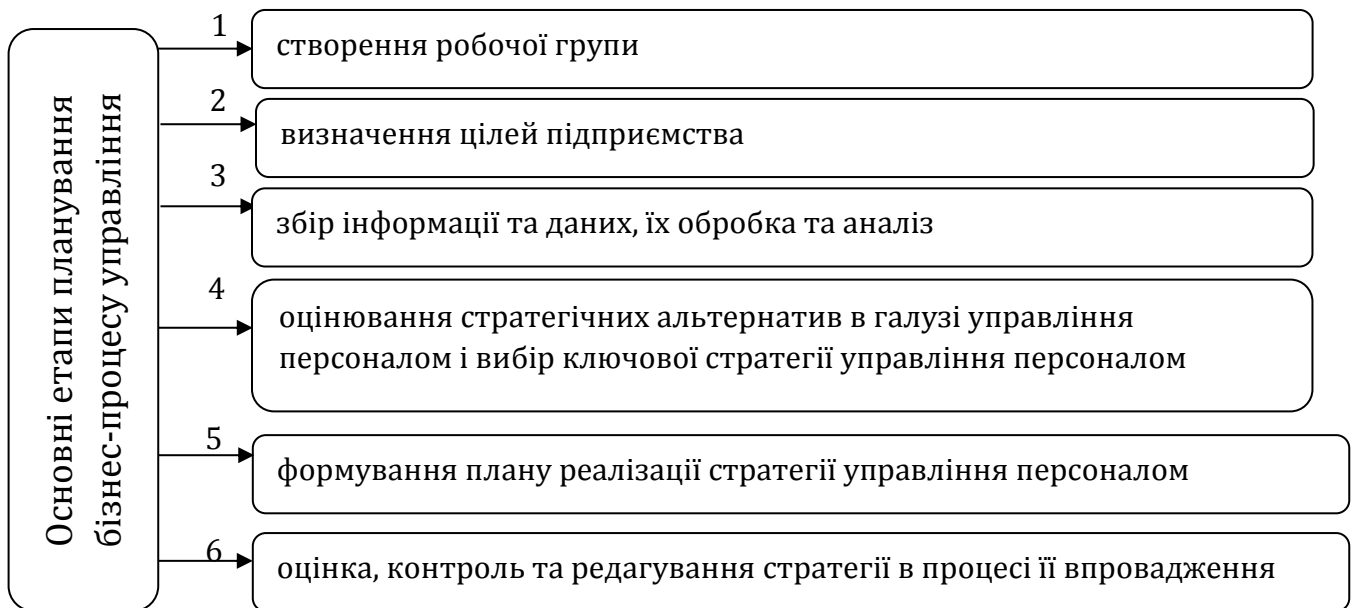 Основні етапи планування
бізнес-процесу управління
1
створення робочої групи
2
визначення цілей підприємства
3
збір інформації та даних, їх обробка та аналіз
4
оцінювання стратегічних альтернатив в галузі управління
персоналом і вибір ключової стратегії управління персоналом
5
формування плану реалізації стратегії управління персоналом
6
оцінка, контроль та редагування стратегії в процесі її впровадження